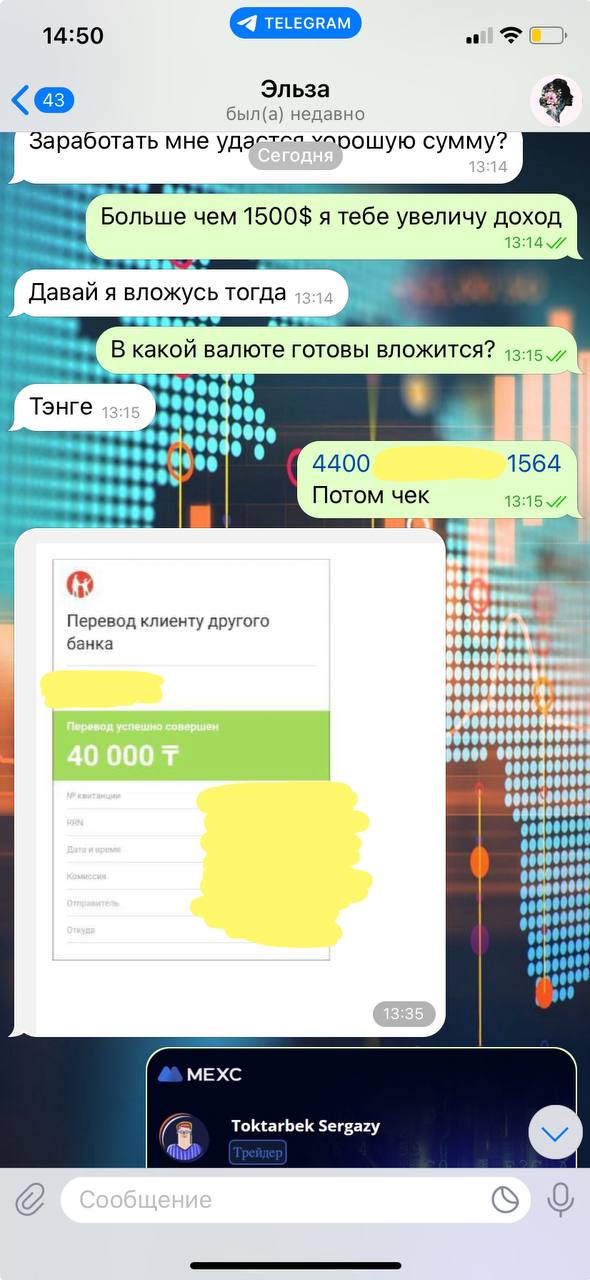 14:50
TELEGRAM
43
Эльза
был(а) недавно
Заработать мне удастся хорошую сумму?
Сегодня
13:14
Больше чем 1500$ я тебе увеличу доход
13:14
Давай я вложусь тогда 13:14
В какой валюте готовы вложится? 13:15
Тэнге 13:15
4400 1564
Потом чек 13:15
Перевод клиенту другого
банка
Перевод успешно совершен
40 000 ₸
№ квитанции
RRN
Дата и время
Комиссия
Отправитель
Откуда
13:35
MEXC
Toktarbek Sergazy
Трейдер
Сообщение